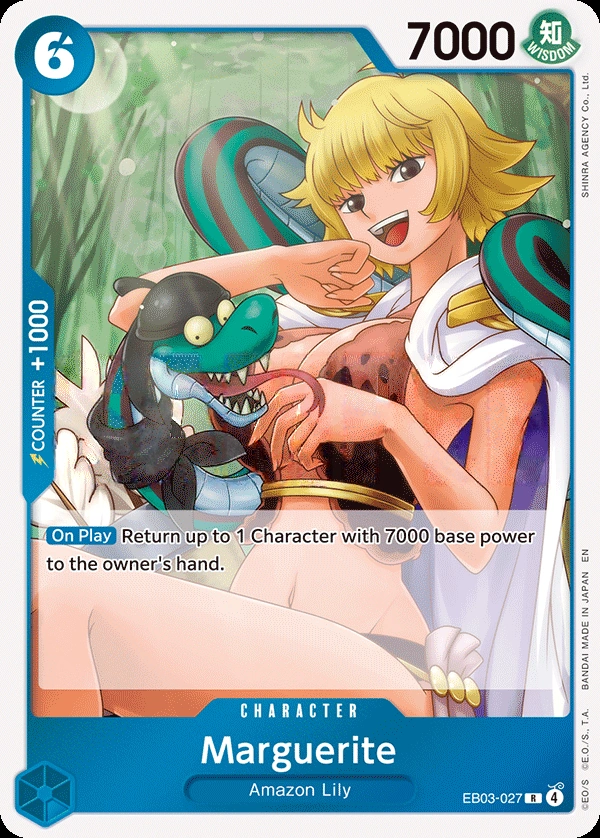 6
7000
知
WISDOM
SHINRA AGENCY Co., Ltd.
COUNTER +1000
On Play Return up to 1 Character with 7000 base power
to the owner's hand.
BANDAI MADE IN JAPAN EN
©E.O./S., T.A.
©EO/S
CHARACTER
Marguerite
Amazon Lily
EB03-027 R 4